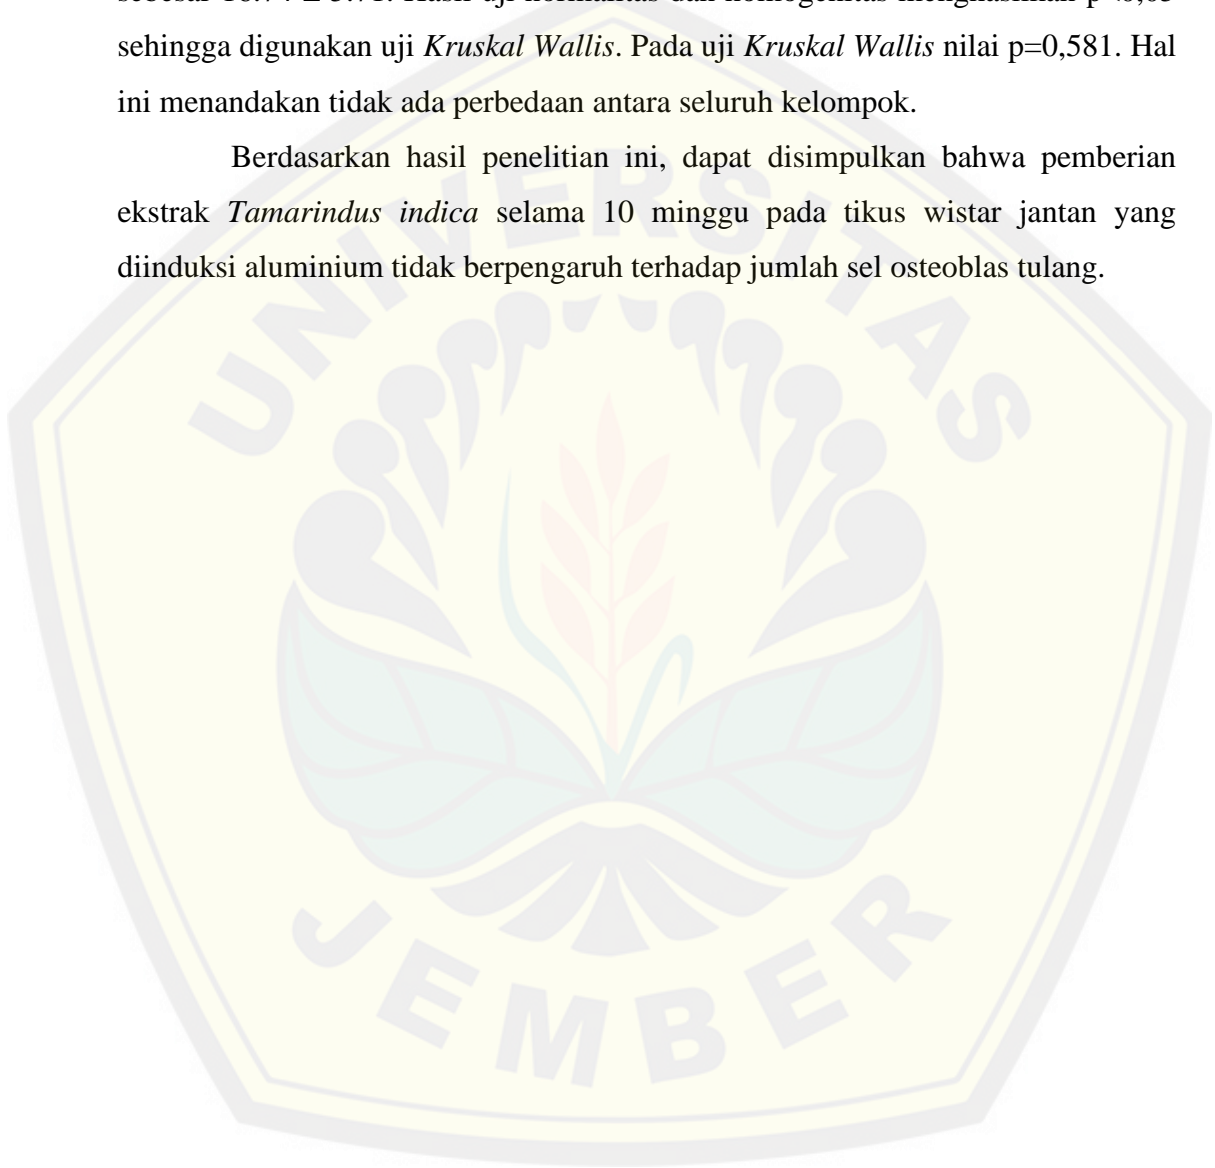 sehingga digunakan uji Kruskal Wallis. Pada uji Kruskal Wallis nilai p=0,581. Hal
ini menandakan tidak ada perbedaan antara seluruh kelompok.
Berdasarkan hasil penelitian ini, dapat disimpulkan bahwa pemberian
ekstrak Tamarindus indica selama 10 minggu pada tikus wistar jantan yang
diinduksi aluminium tidak berpengaruh terhadap jumlah sel osteoblas tulang.
UNIVERSITAS
JEMBER